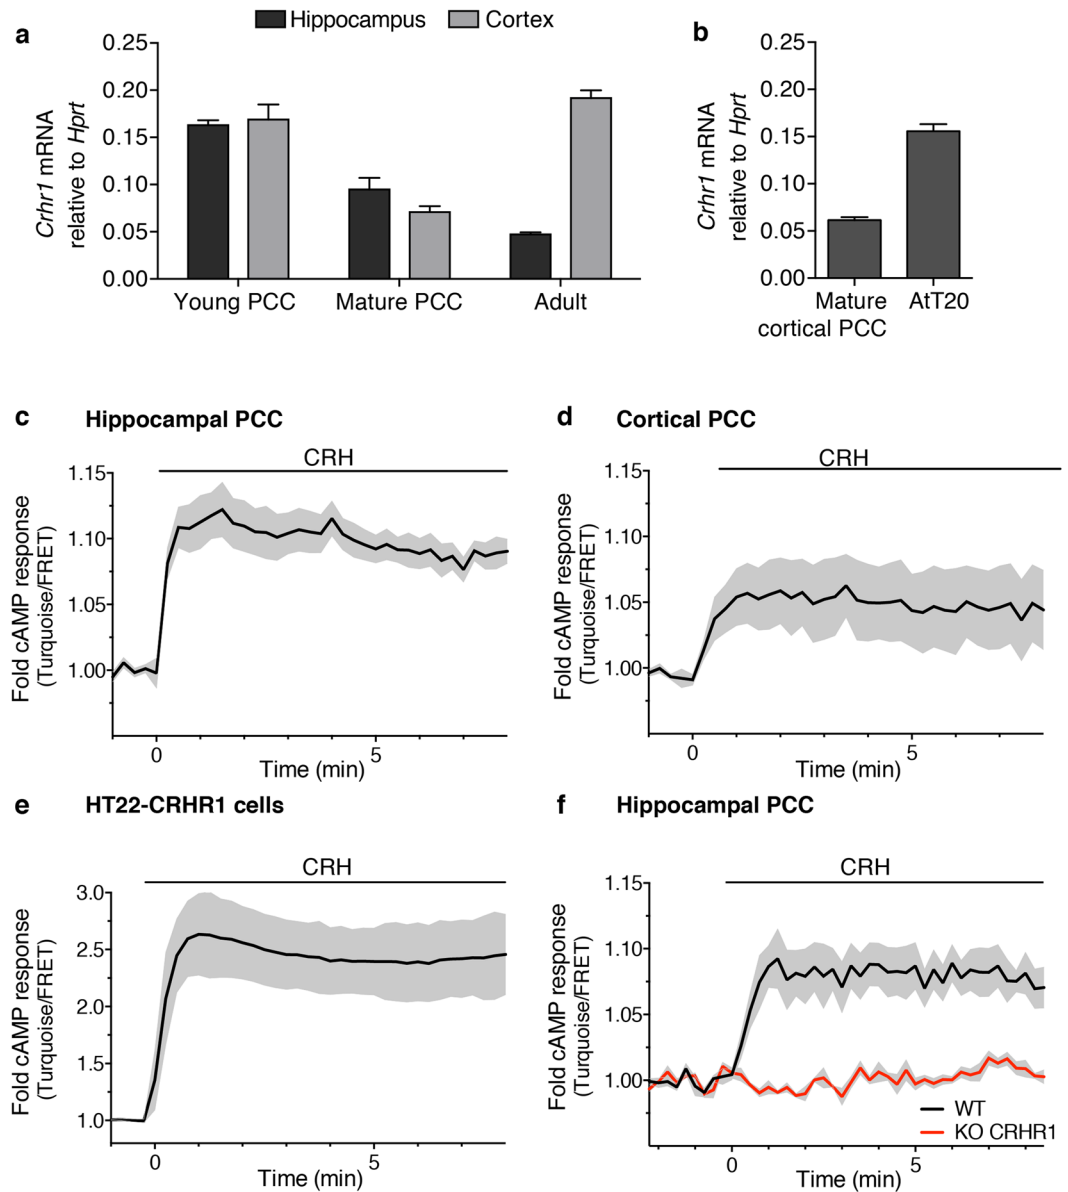 a
Hippocampus Cortex
Crhr1 mRNA
relative to Hprt
0.25
0.20
0.15
0.10
0.05
0.00
Young PCC Mature PCC Adult
b
Crhr1 mRNA
relative to Hprt
0.25
0.20
0.15
0.10
0.05
0.00
Mature
cortical PCC
AtT20
c Hippocampal PCC
CRH
Fold cAMP response
(Turquoise/FRET)
1.15
1.10
1.05
1.00
0 5
Time (min)
d Cortical PCC
CRH
Fold cAMP response
(Turquoise/FRET)
1.15
1.10
1.05
1.00
0 5
Time (min)
e HT22-CRHR1 cells
CRH
Fold cAMP response
(Turquoise/FRET)
3.0
2.5
2.0
1.5
1.0
0 5
Time (min)
f Hippocampal PCC
CRH
Fold cAMP response
(Turquoise/FRET)
1.15
1.10
1.05
1.00
WT
KO CRHR1
0 5
Time (min)